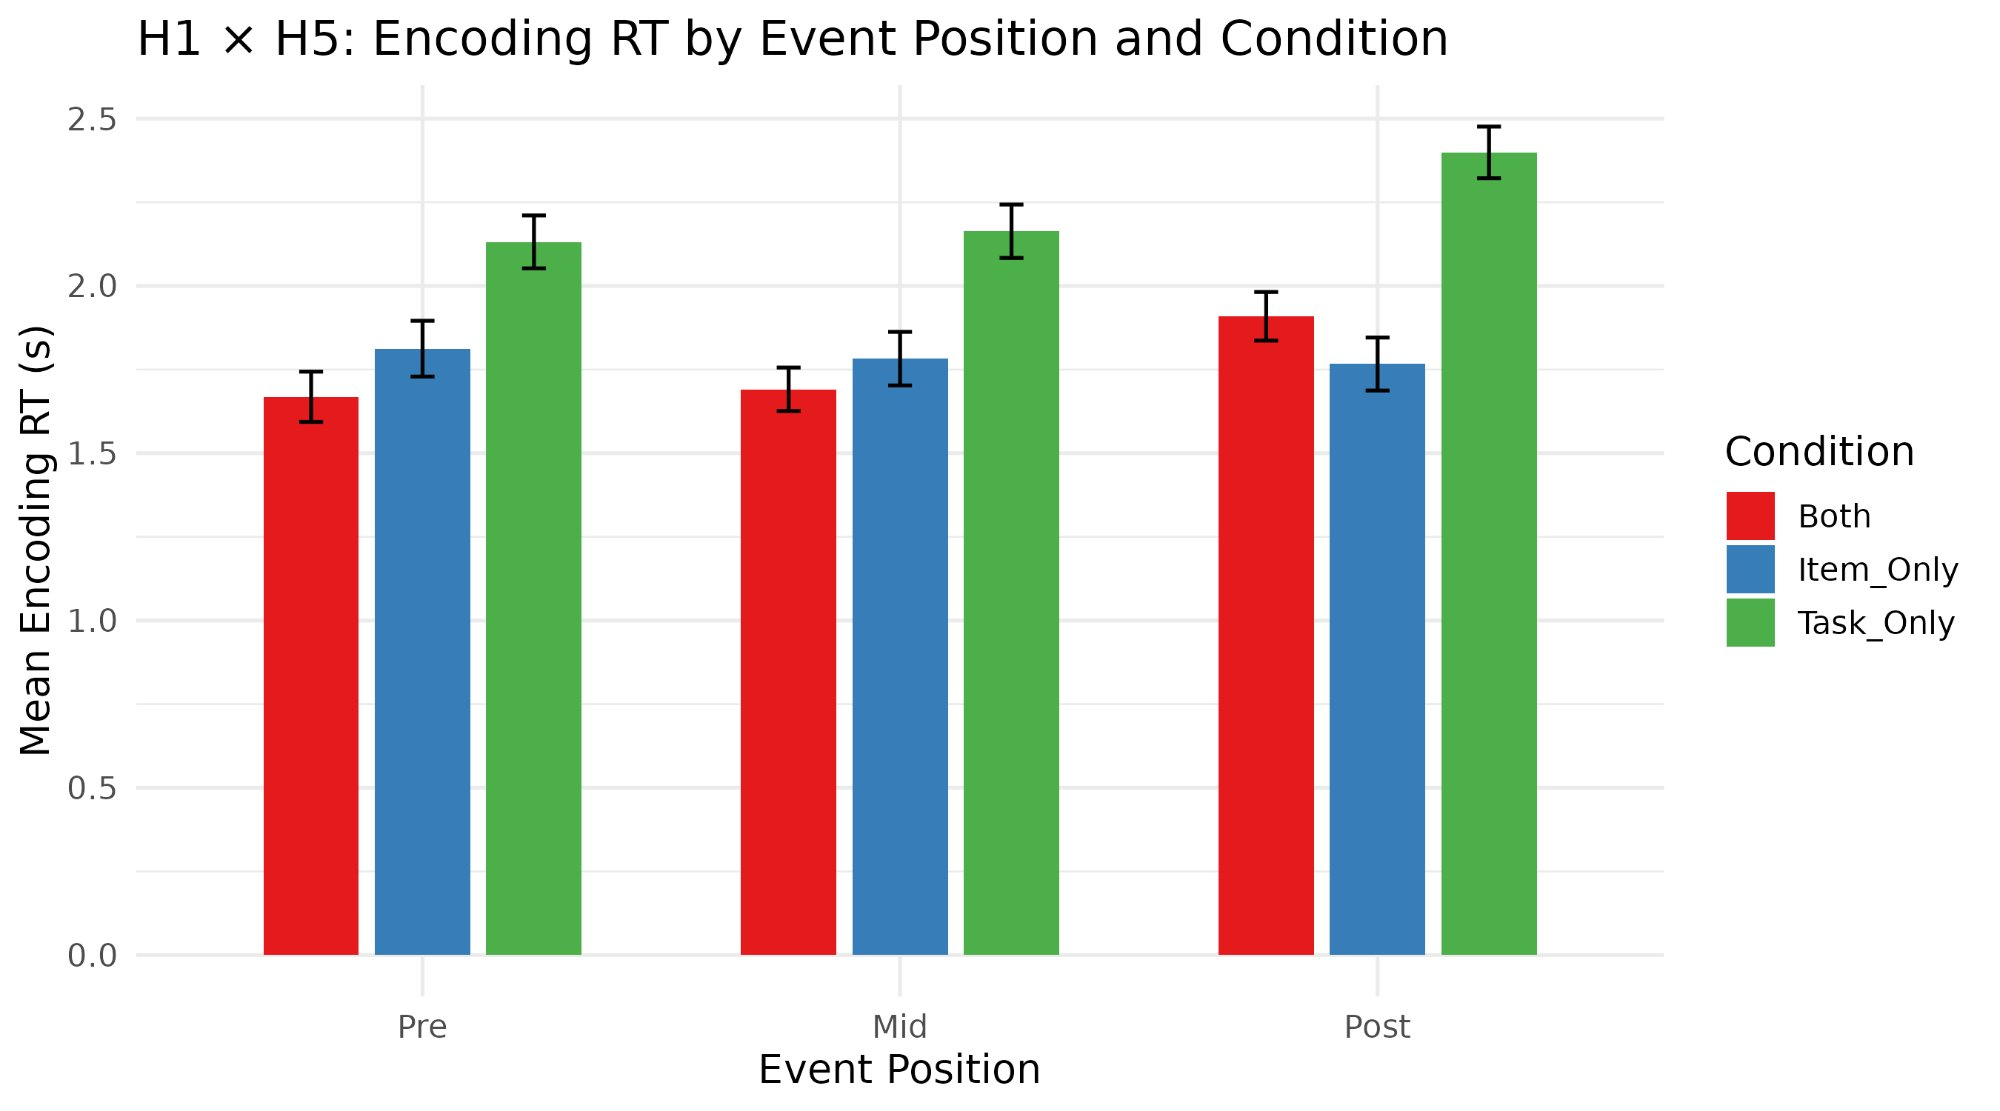 H1 × H5: Encoding RT by Event Position and Condition
Mean Encoding RT (s)
2.5
2.0
1.5
1.0
0.5
0.0
Pre
Mid
Post
Event Position
Condition
Both
Item_Only
Task_Only